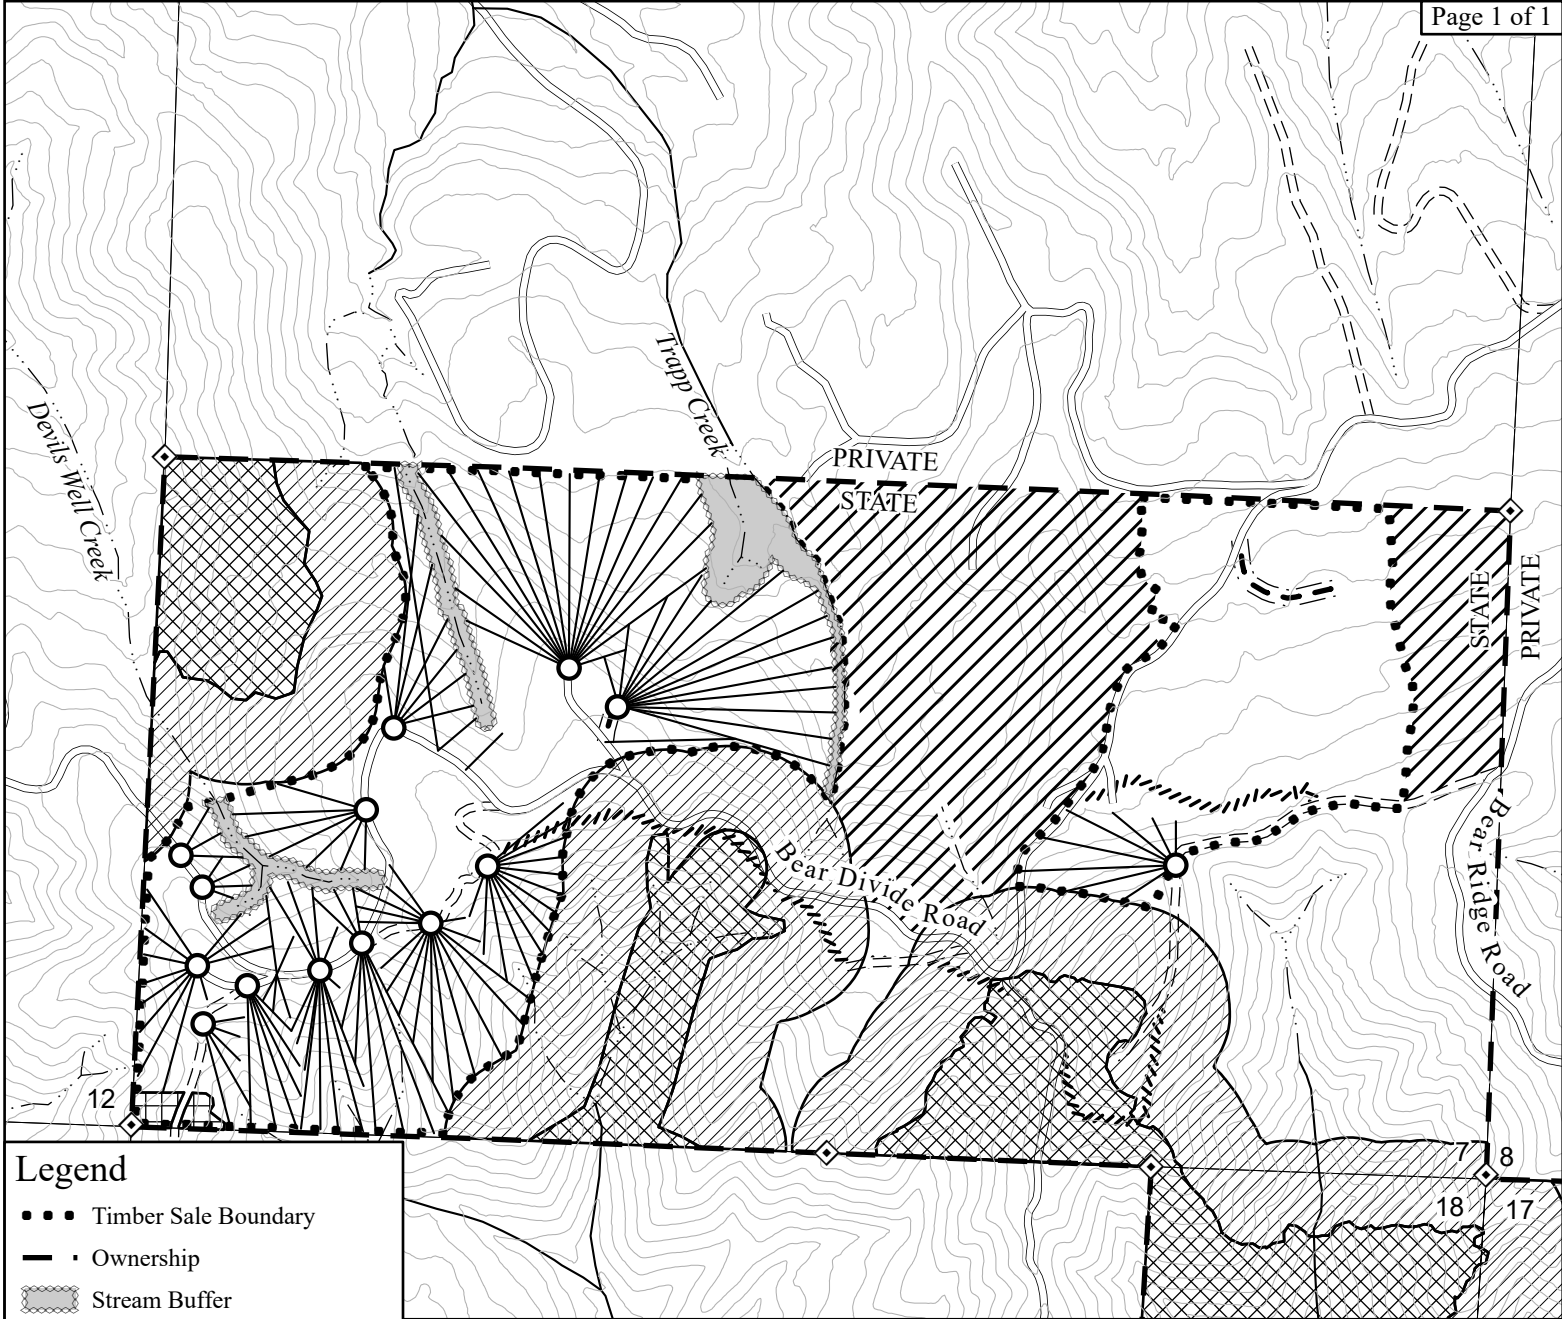 Page 1 of 1
Trapp Creek
Devils Well Creek
PRIVATE
STATE
STATE
PRIVATE
Bear Divide Road
Bear Ridge Road
12
7
8
18
17
Legend
Timber Sale Boundary
Ownership
Stream Buffer